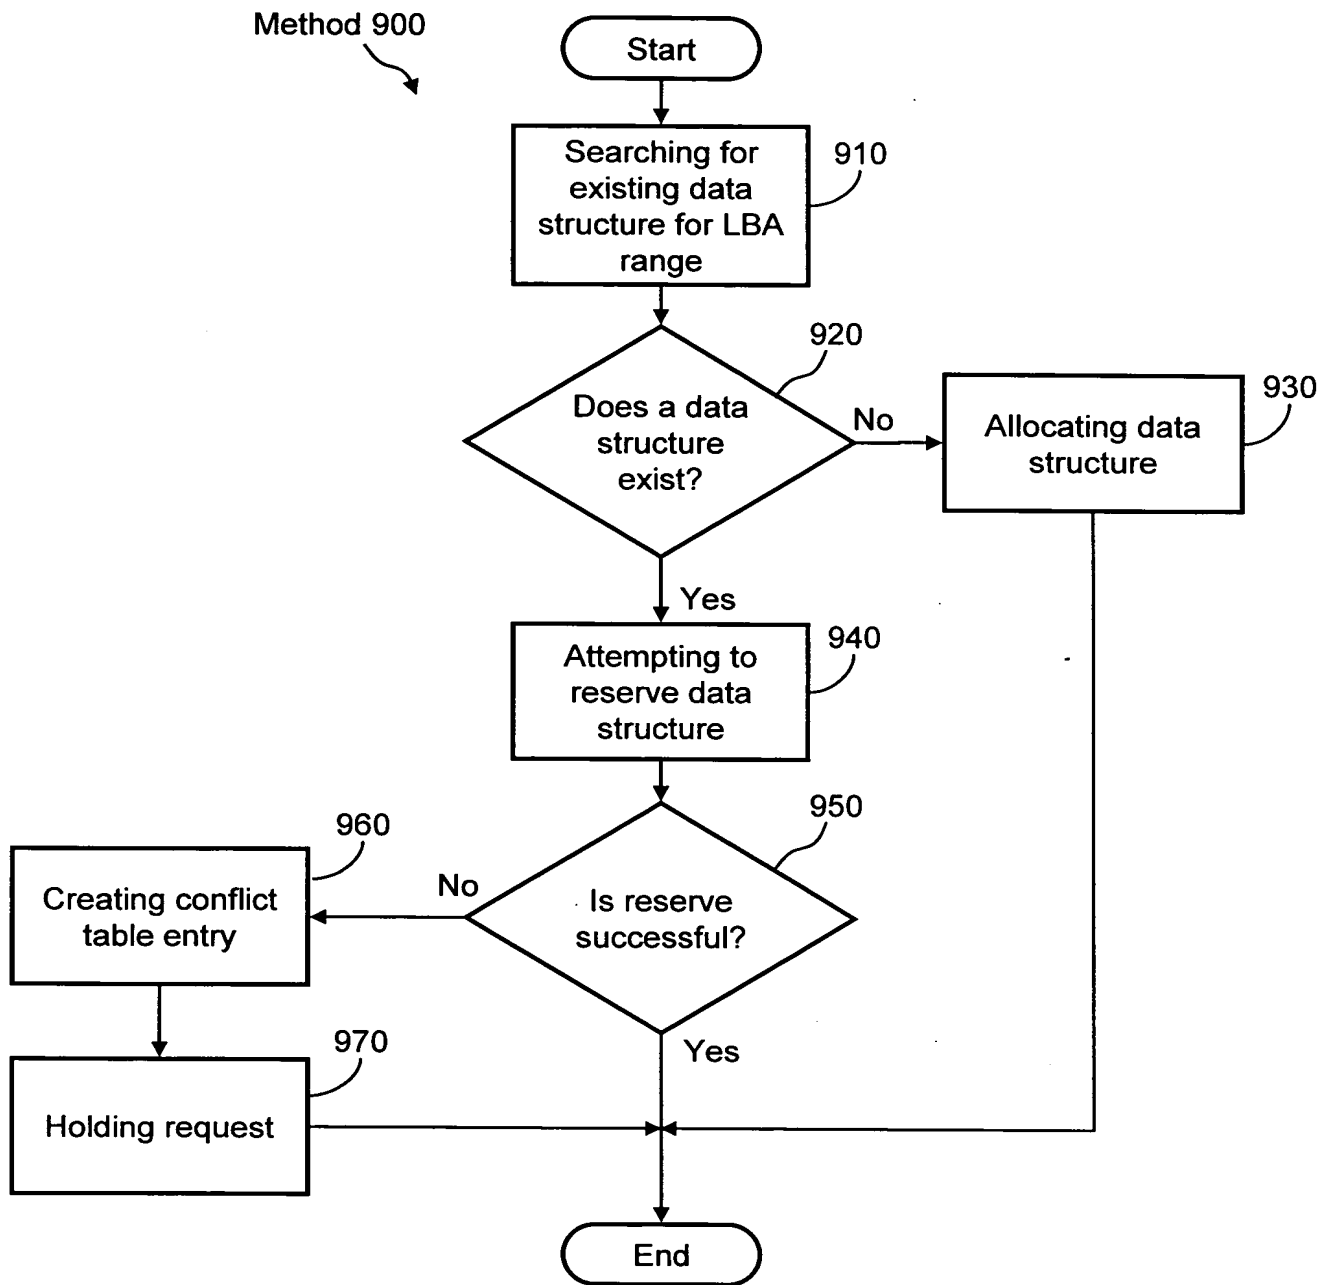 Method 900
Start
Searching for
existing data
structure for LBA
range
910
920
Does a data
structure
exist?
No
Allocating data
structure
930
Yes
Attempting to
reserve data
structure
940
950
Is reserve
successful?
No
960
Creating conflict
table entry
Yes
970
Holding request
End